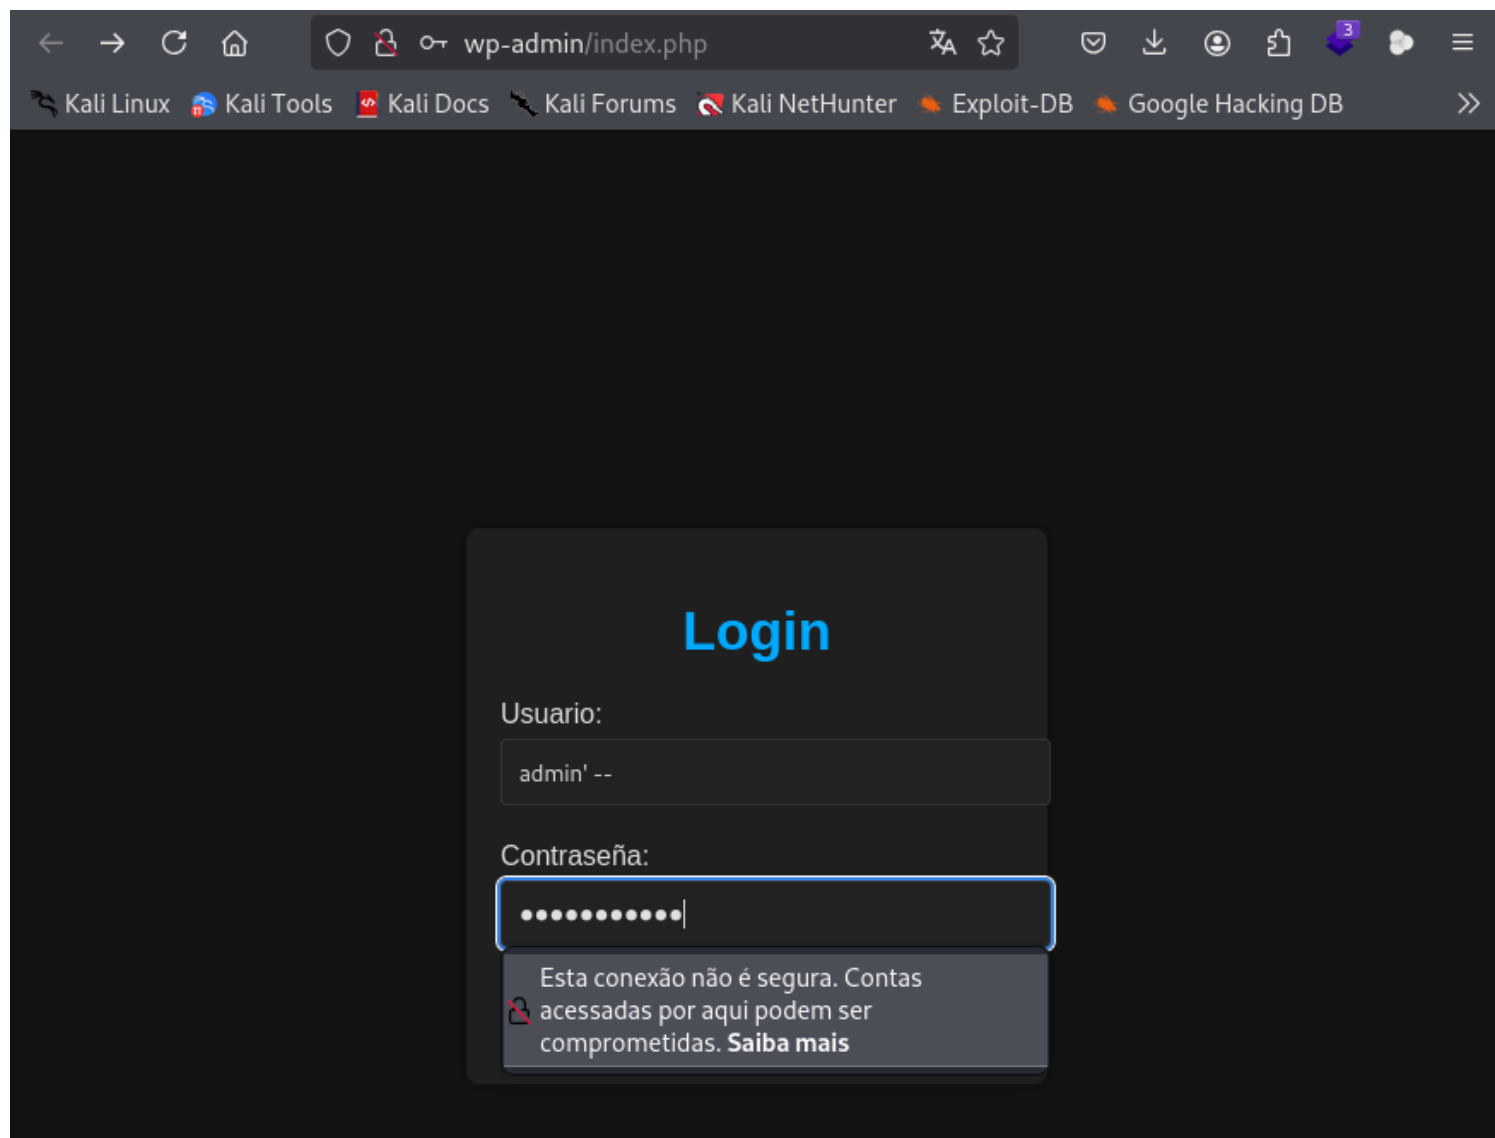 wp-admin/index.php
3
Kali Linux Kali Tools Kali Docs Kali Forums Kali NetHunter Exploit-DB Google Hacking DB
Login
Usuario:
admin' --
Contraseña:
Esta conexão não é segura. Contas
acessadas por aqui podem ser
comprometidas. Saiba mais